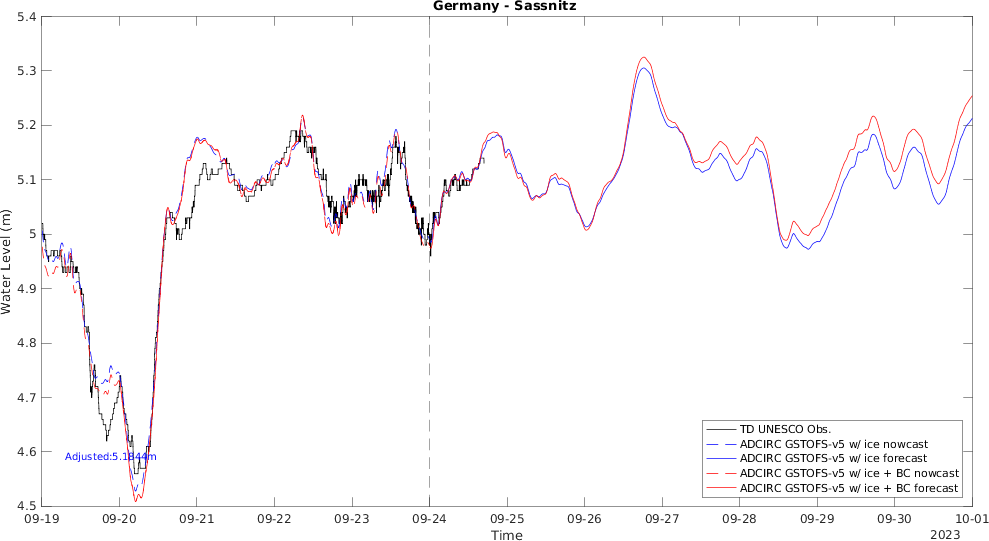 Germany - Sassnitz
Water Level (m)
5.4
5.3
5.2
5.1
5
4.9
4.8
4.7
4.6
4.5
Adjusted:5.1844m
TD UNESCO Obs.
ADCIRC GSTOFS-v5 w/ ice nowcast
ADCIRC GSTOFS-v5 w/ ice forecast
ADCIRC GSTOFS-v5 w/ ice + BC nowcast
ADCIRC GSTOFS-v5 w/ ice + BC forecast
09-19 09-20 09-21 09-22 09-23 09-24 09-25 09-26 09-27 09-28 09-29 09-30 10-01
Time
2023